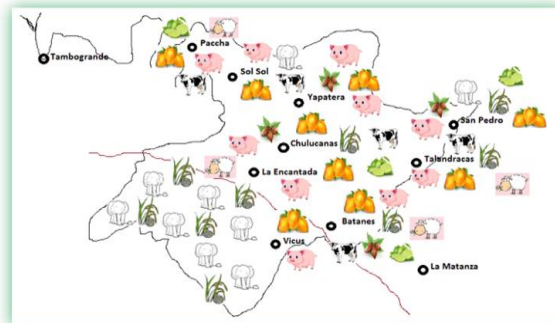 Paccha
Tambogrande
Sol Sol
Yapatera
San Pedro
Chulucanas
Talandracas
La Encantada
Batanes
Vicus
La Matanza